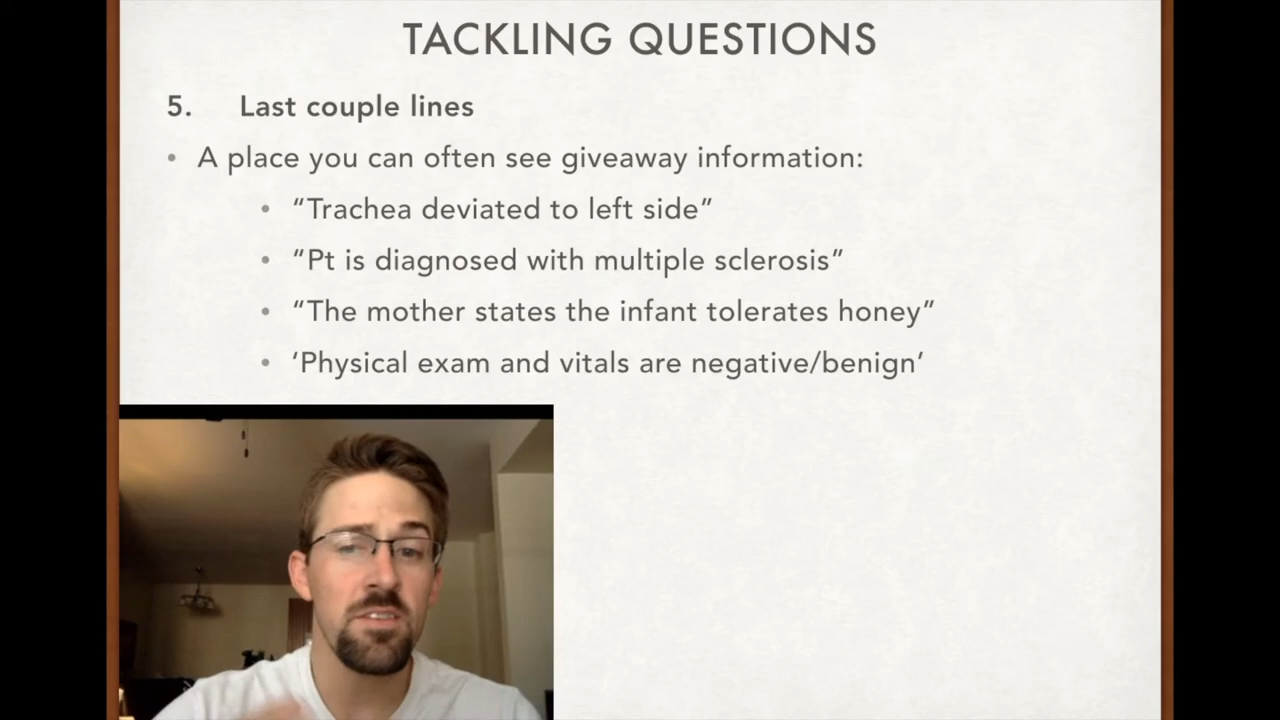 TACKLING QUESTIONS
5. Last couple lines
• A place you can often see giveaway information:
• “Trachea deviated to left side”
• “Pt is diagnosed with multiple sclerosis”
• “The mother states the infant tolerates honey”
• ‘Physical exam and vitals are negative/benign’